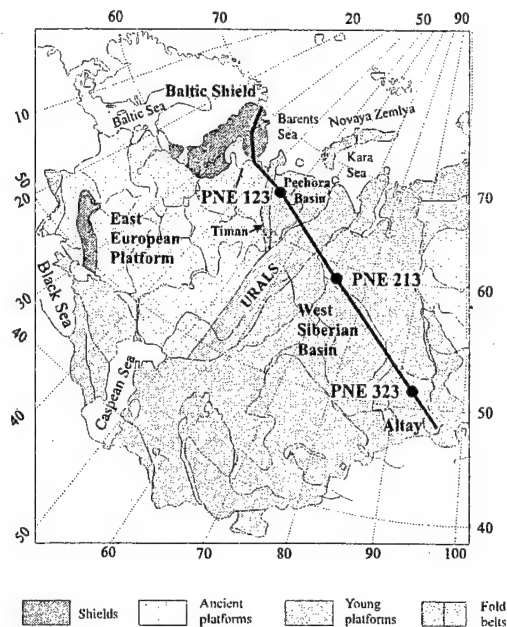 60 70 20 50 90
Baltic Shield
Baltic Sea
Barents
Sea
Novaya Zemlya
Kara
Sea
10
50
20
PNE 123
Pechora
Basin
70
East
European
Platform
Timan
Black Sea
URALS
PNE 213
30
60
West
Siberian
Basin
40
Caspean Sea
PNE 323
50
40
Altay
50
40
60 70 80 90 100
Shields
Ancient
platforms
Young
platforms
Fold
belts